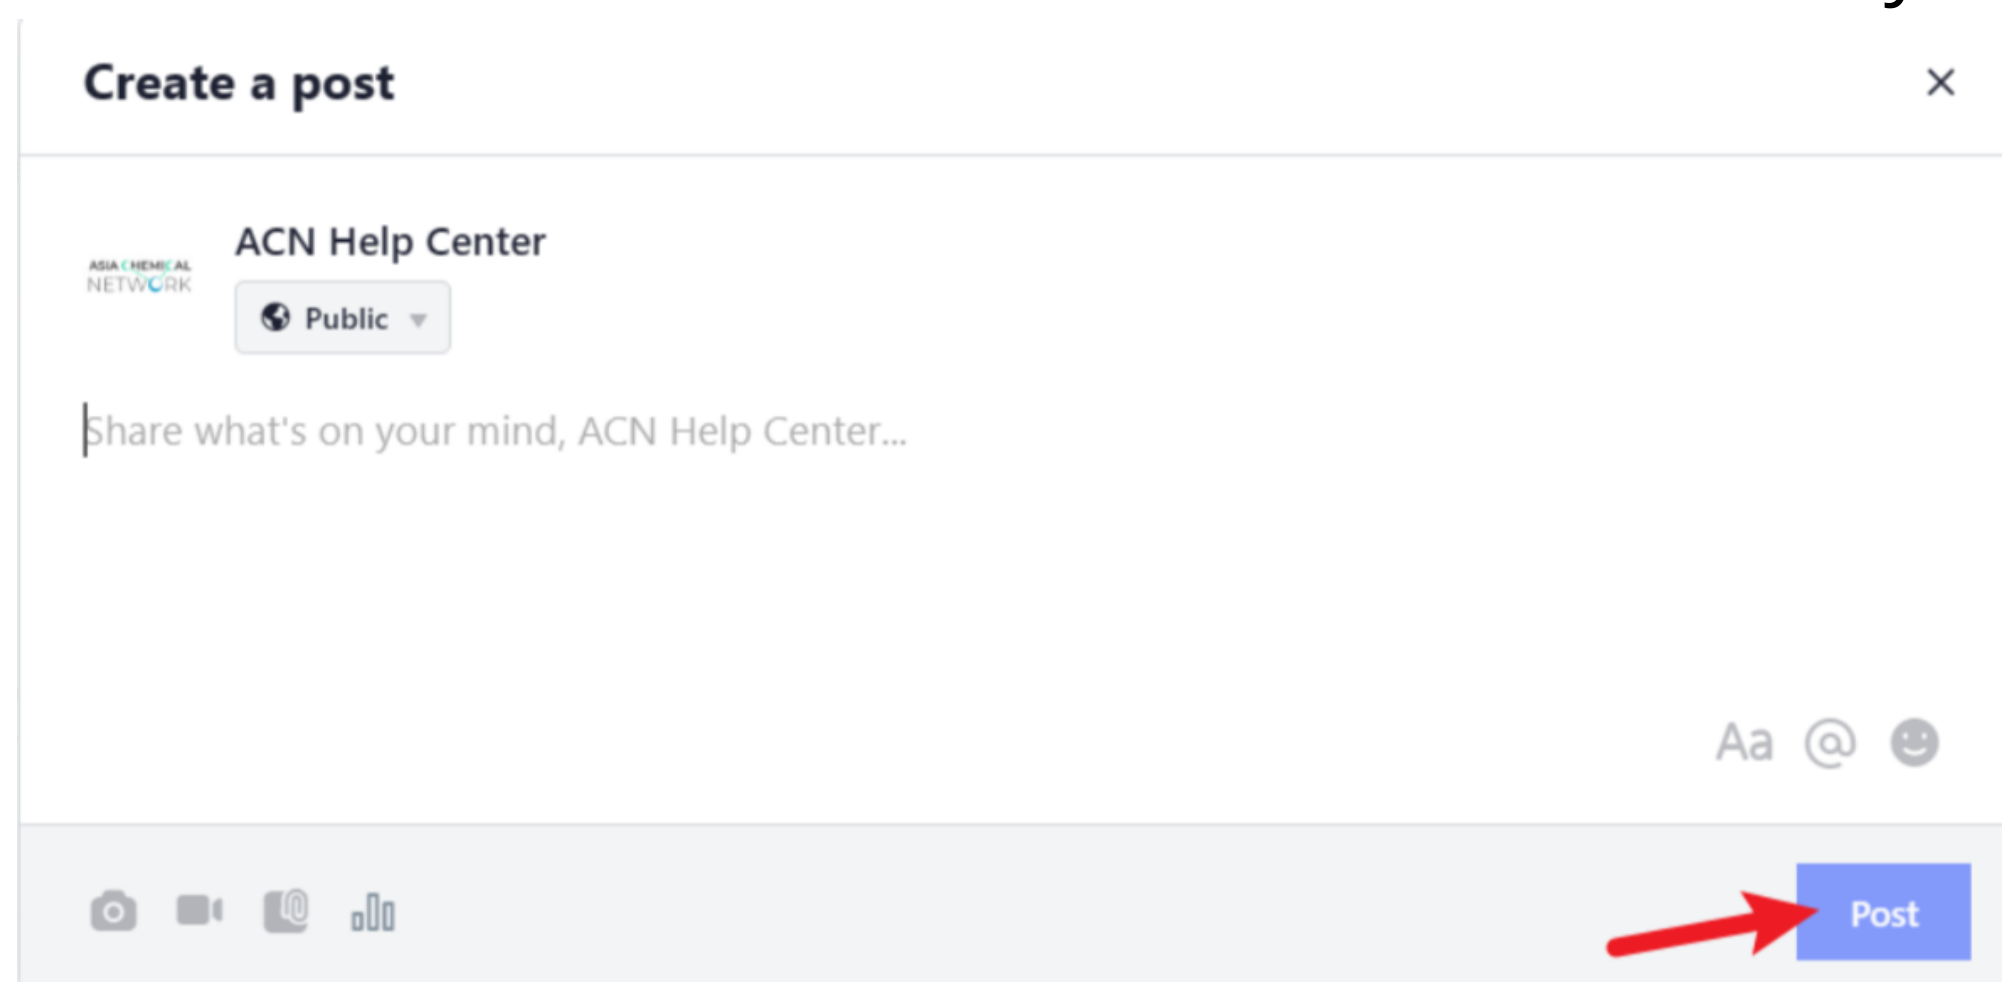 Create a post
ACN Help Center
ASIA CHEMICAL
NETWORK
Public
Share what's on your mind, ACN Help Center...
Aa @
Post